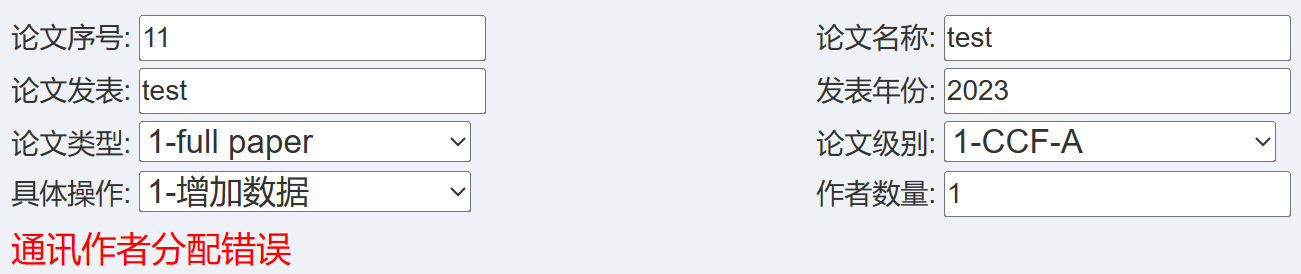 论文序号: 11 论文名称: test
论文发表: test 发表年份: 2023
论文类型: 1-full paper 论文级别: 1-CCF-A
具体操作: 1-增加数据 作者数量: 1
通讯作者分配错误